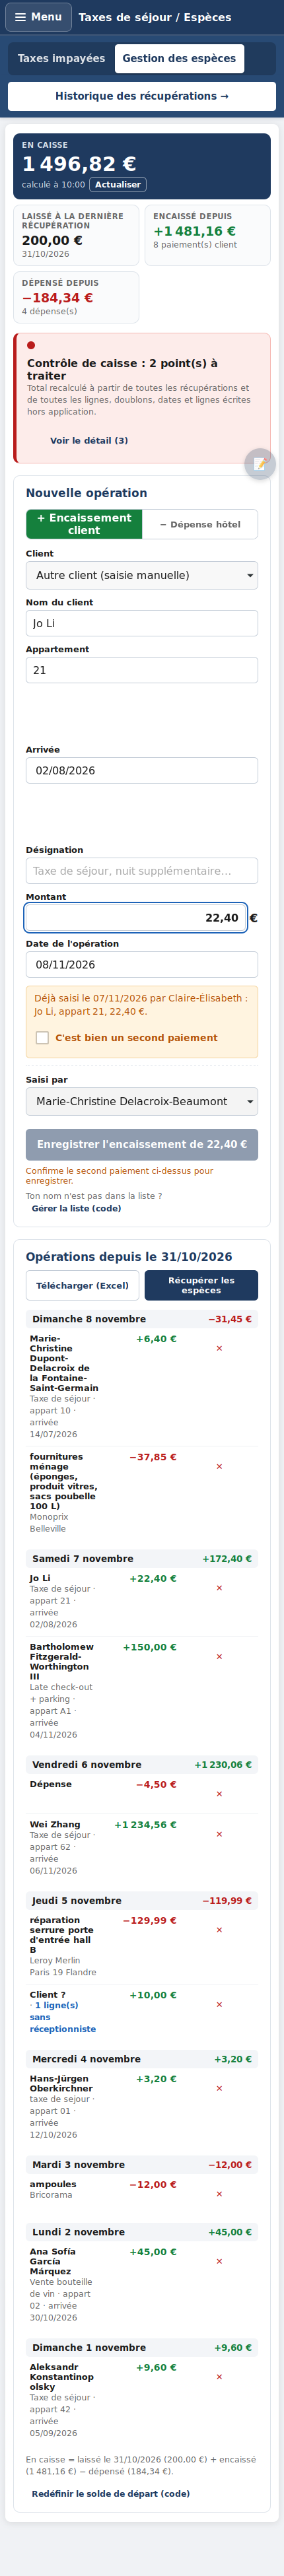 Menu
Taxes de séjour / Espèces
Taxes impayées
Gestion des espèces
Historique des récupérations →
EN CAISSE
1 496,82 €
calculé à 10:00 Actualiser
LAISSÉ À LA DERNIÈRE
RÉCUPÉRATION
200,00 €
31/10/2026
ENCAISSÉ DEPUIS
+1 481,16 €
8 paiement(s) client
DÉPENSÉ DEPUIS
−184,34 €
4 dépense(s)
Contrôle de caisse : 2 point(s) à
traiter
Total recalculé à partir de toutes les récupérations et
de toutes les lignes, doublons, dates et lignes écrites
hors application.
Voir le détail (3)
Nouvelle opération
+ Encaissement
client
− Dépense hôtel
Client
Autre client (saisie manuelle)
Nom du client
Jo Li
Appartement
21
Arrivée
02/08/2026
Désignation
Taxe de séjour, nuit supplémentaire…
Montant
22,40 €
Date de l'opération
08/11/2026
Déjà saisi le 07/11/2026 par Claire-Élisabeth :
Jo Li, appart 21, 22,40 €.
C'est bien un second paiement
Saisi par
Marie-Christine Delacroix-Beaumont
Enregistrer l'encaissement de 22,40 €
Confirme le second paiement ci-dessus pour
enregistrer.
Ton nom n'est pas dans la liste ?
Gérer la liste (code)
Opérations depuis le 31/10/2026
Télécharger (Excel)
Récupérer les
espèces
Dimanche 8 novembre −31,45 €
Marie-
Christine
Dupont-
Delacroix de
la Fontaine-
Saint-Germain
Taxe de séjour ·
appart 10 ·
arrivée
14/07/2026
+6,40 €
×
fournitures
ménage
(éponges,
produit vitres,
sacs poubelle
100 L)
Monoprix
Belleville
−37,85 €
×
Samedi 7 novembre +172,40 €
Jo Li
Taxe de séjour ·
appart 21 ·
arrivée
02/08/2026
+22,40 €
×
Bartholomew
Fitzgerald-
Worthington
III
Late check-out
+ parking ·
appart A1 ·
arrivée
04/11/2026
+150,00 €
×
Vendredi 6 novembre +1 230,06 €
Dépense
−4,50 €
×
Wei Zhang
Taxe de séjour ·
appart 62 ·
arrivée
06/11/2026
+1 234,56 €
×
Jeudi 5 novembre −119,99 €
réparation
serrure porte
d'entrée hall
B
Leroy Merlin
Paris 19 Flandre
−129,99 €
×
Client ?
· 1 ligne(s)
sans
réceptionniste
+10,00 €
×
Mercredi 4 novembre +3,20 €
Hans-Jürgen
Oberkirchner
taxe de sejour ·
appart 01 ·
arrivée
12/10/2026
+3,20 €
×
Mardi 3 novembre −12,00 €
ampoules
Bricorama
−12,00 €
×
Lundi 2 novembre +45,00 €
Ana Sofía
García
Márquez
Vente bouteille
de vin · appart
02 · arrivée
30/10/2026
+45,00 €
×
Dimanche 1 novembre +9,60 €
Aleksandr
Konstantinop
olsky
Taxe de séjour ·
appart 42 ·
arrivée
05/09/2026
+9,60 €
×
En caisse = laissé le 31/10/2026 (200,00 €) + encaissé
(1 481,16 €) − dépensé (184,34 €).
Redéfinir le solde de départ (code)